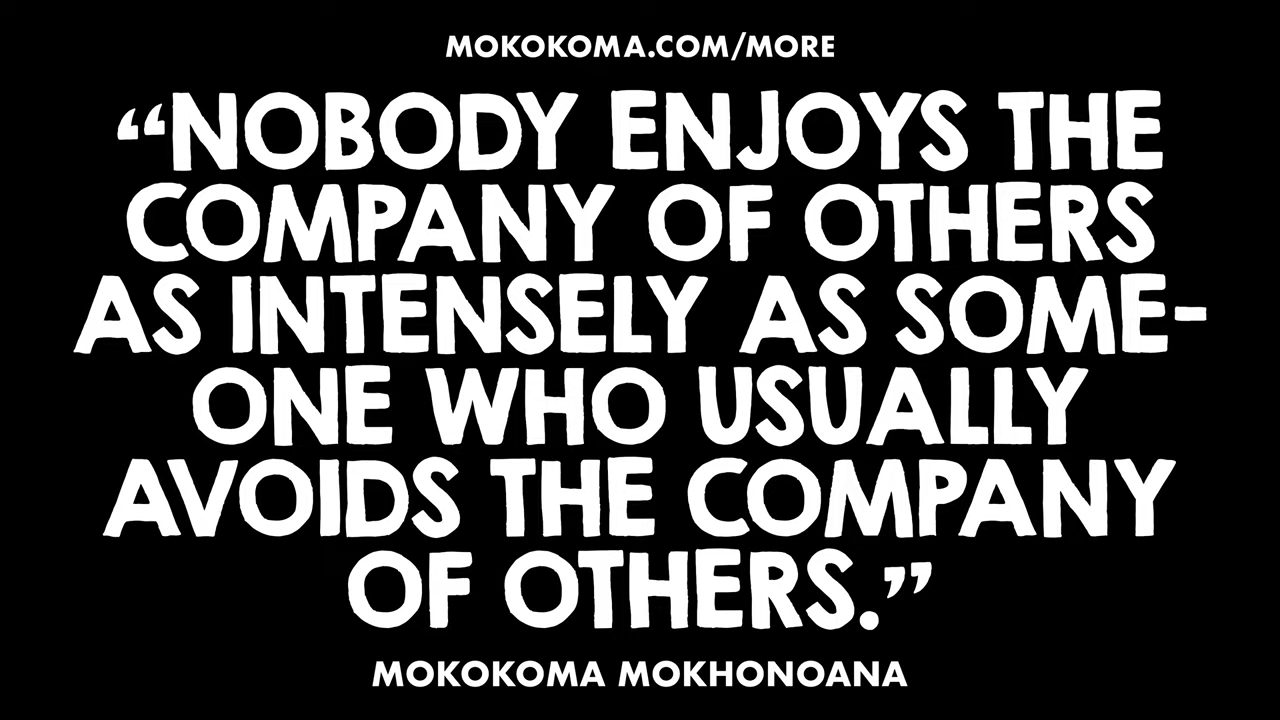 MOKOKOMA.COM/MORE
“NOBODY ENJOYS THE
COMPANY OF OTHERS
AS INTENSELY AS SOME-
ONE WHO USUALLY
AVOIDS THE COMPANY
OF OTHERS.”
MOKOKOMA MOKHONOANA